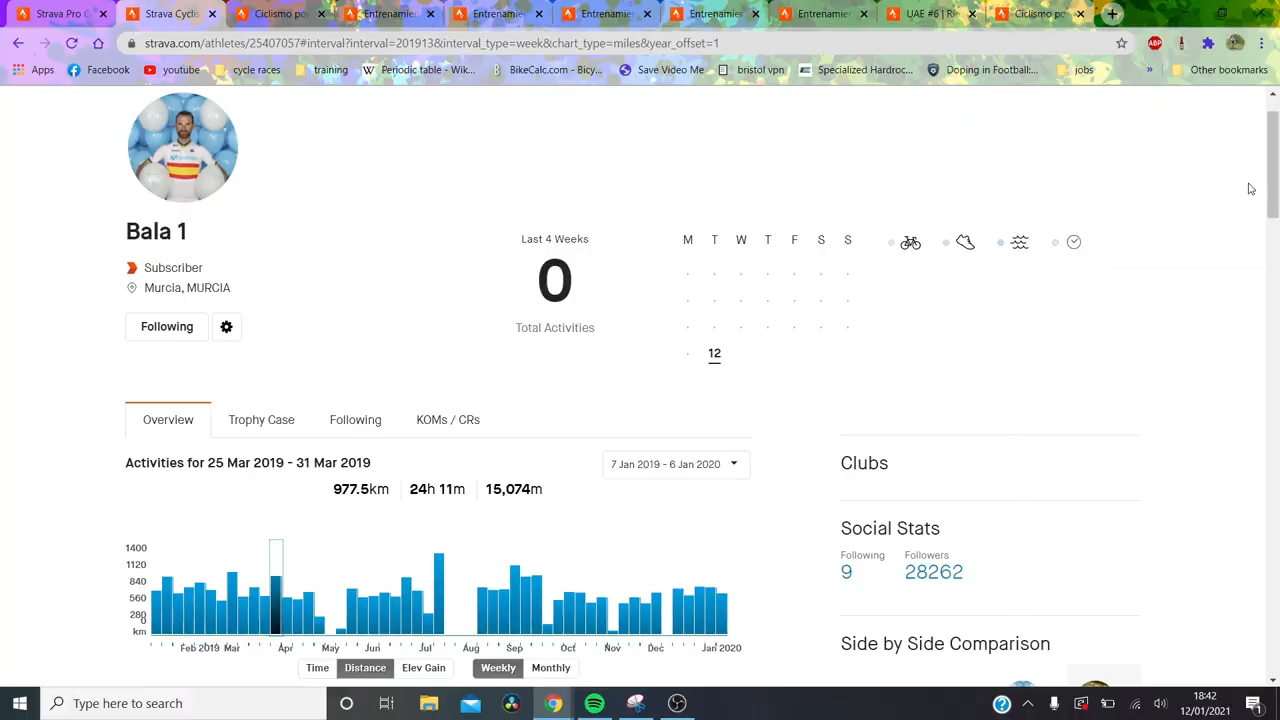 Strava Pro C
Strava Cyclis
Ciclismo po
Entrenamie
Entrenamier
Entrenamier
Entrenamier
Entrenamier
UAE #6 | Ri
Ciclismo po
strava.com/athletes/25407057#interval?interval=201913&interval_type=week&chart_type=miles&year_offset=1
ABP
Apps
Facebook
youtube
cycle races
training
Periodic table - Wik...
BikeCalc.com - Bicy...
Save Video Me
bristol vpn
Specialized Hardroc...
Doping in Football:...
jobs
»
Other bookmarks
Bala 1
Subscriber
Murcia, MURCIA
Following
Last 4 Weeks
0
Total Activities
M T W T F S S
12
Overview
Trophy Case
Following
KOMs / CRs
Activities for 25 Mar 2019 - 31 Mar 2019
7 Jan 2019 - 6 Jan 2020
977.5km
24h 11m
15,074m
1400
1120
840
560
280
0
km
Feb 2019 Mar Apr May Jun Jul Aug Sep Oct Nov Dec Jan 2020
Time
Distance
Elev Gain
Weekly
Monthly
Clubs
Social Stats
Following
Followers
9
28262
Side by Side Comparison
Type here to search
18:42
12/01/2021